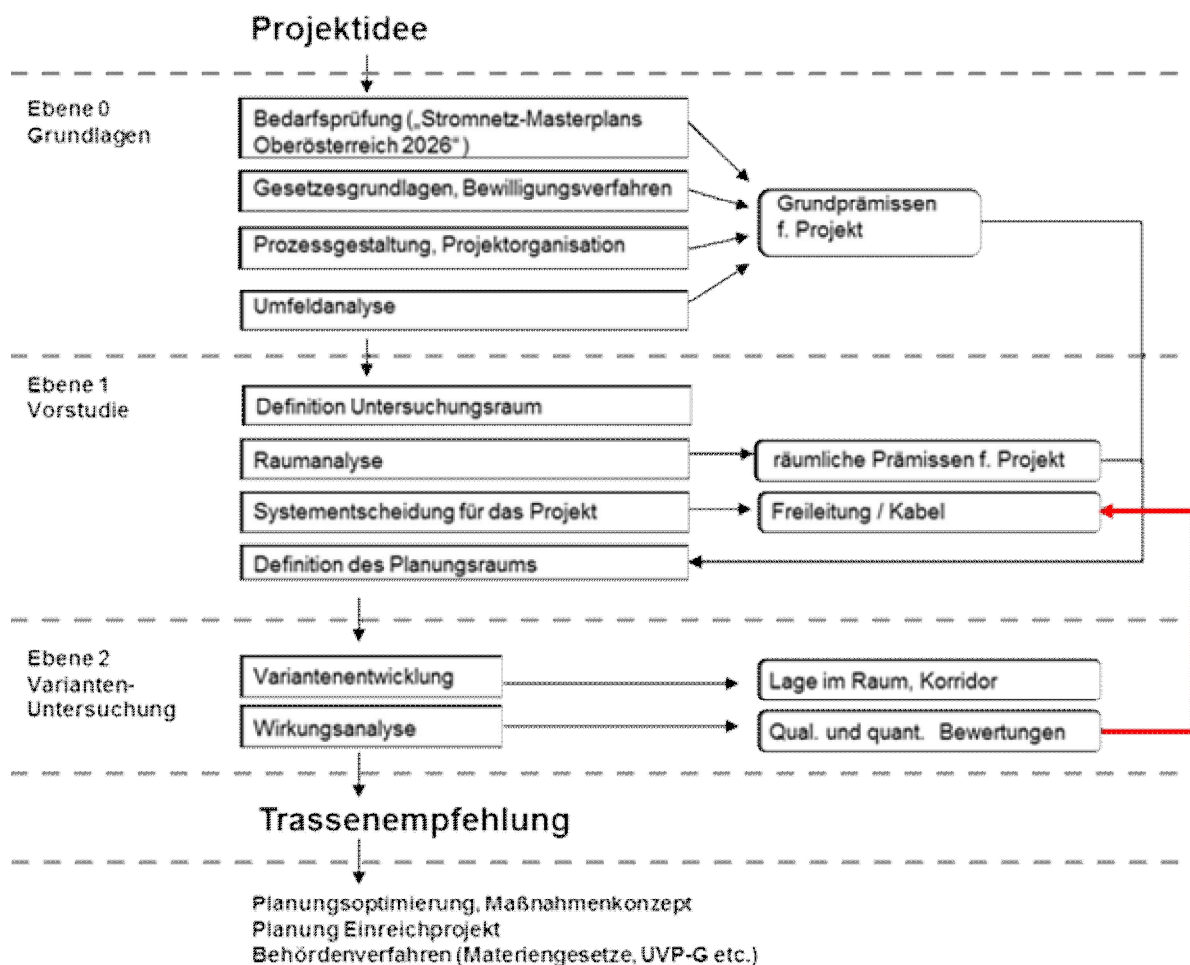 Projektidee
Ebene 0
Grundlagen
Bedarfsprüfung („Stromnetz-Masterplans
Oberösterreich 2026“)
Gesetzesgrundlagen, Bewilligungsverfahren
Prozessgestaltung, Projektorganisation
Umfeldanalyse
Grundprämissen
f. Projekt
Ebene 1
Vorstudie
Definition Untersuchungsraum
Raumanalyse
räumliche Prämissen f. Projekt
Systementscheidung für das Projekt
Freileitung / Kabel
Definition des Planungsraums
Ebene 2
Varianten-
Untersuchung
Variantenentwicklung
Lage im Raum, Korridor
Wirkungsanalyse
Qual. und quant. Bewertungen
Trassenempfehlung
Planungsoptimierung, Maßnahmenkonzept
Planung Einreichprojekt
Behördenverfahren (Materiengesetze, UVP-G etc.)